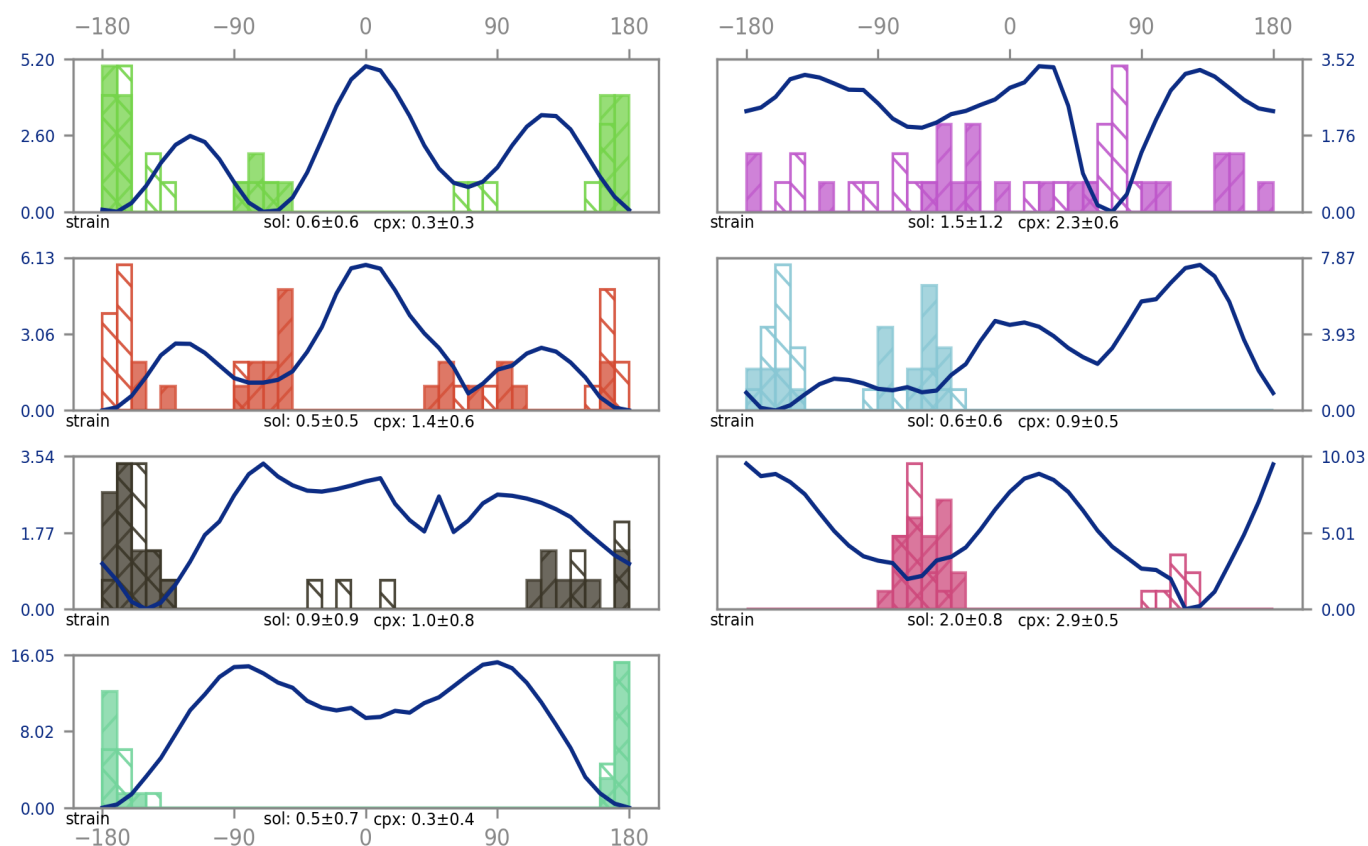 −180 −90 0 90 180 −180 −90 0 90 180
5.20 3.52
2.60 1.76
0.00 0.00
strain sol: 0.6±0.6 cpx: 0.3±0.3 strain sol: 1.5±1.2 cpx: 2.3±0.6
6.13 7.87
3.06 3.93
0.00 0.00
strain sol: 0.5±0.5 cpx: 1.4±0.6 strain sol: 0.6±0.6 cpx: 0.9±0.5
3.54 10.03
1.77 5.01
0.00 0.00
strain sol: 0.9±0.9 cpx: 1.0±0.8 strain sol: 2.0±0.8 cpx: 2.9±0.5
16.05
8.02
0.00
strain sol: 0.5±0.7 cpx: 0.3±0.4
−180 −90 0 90 180